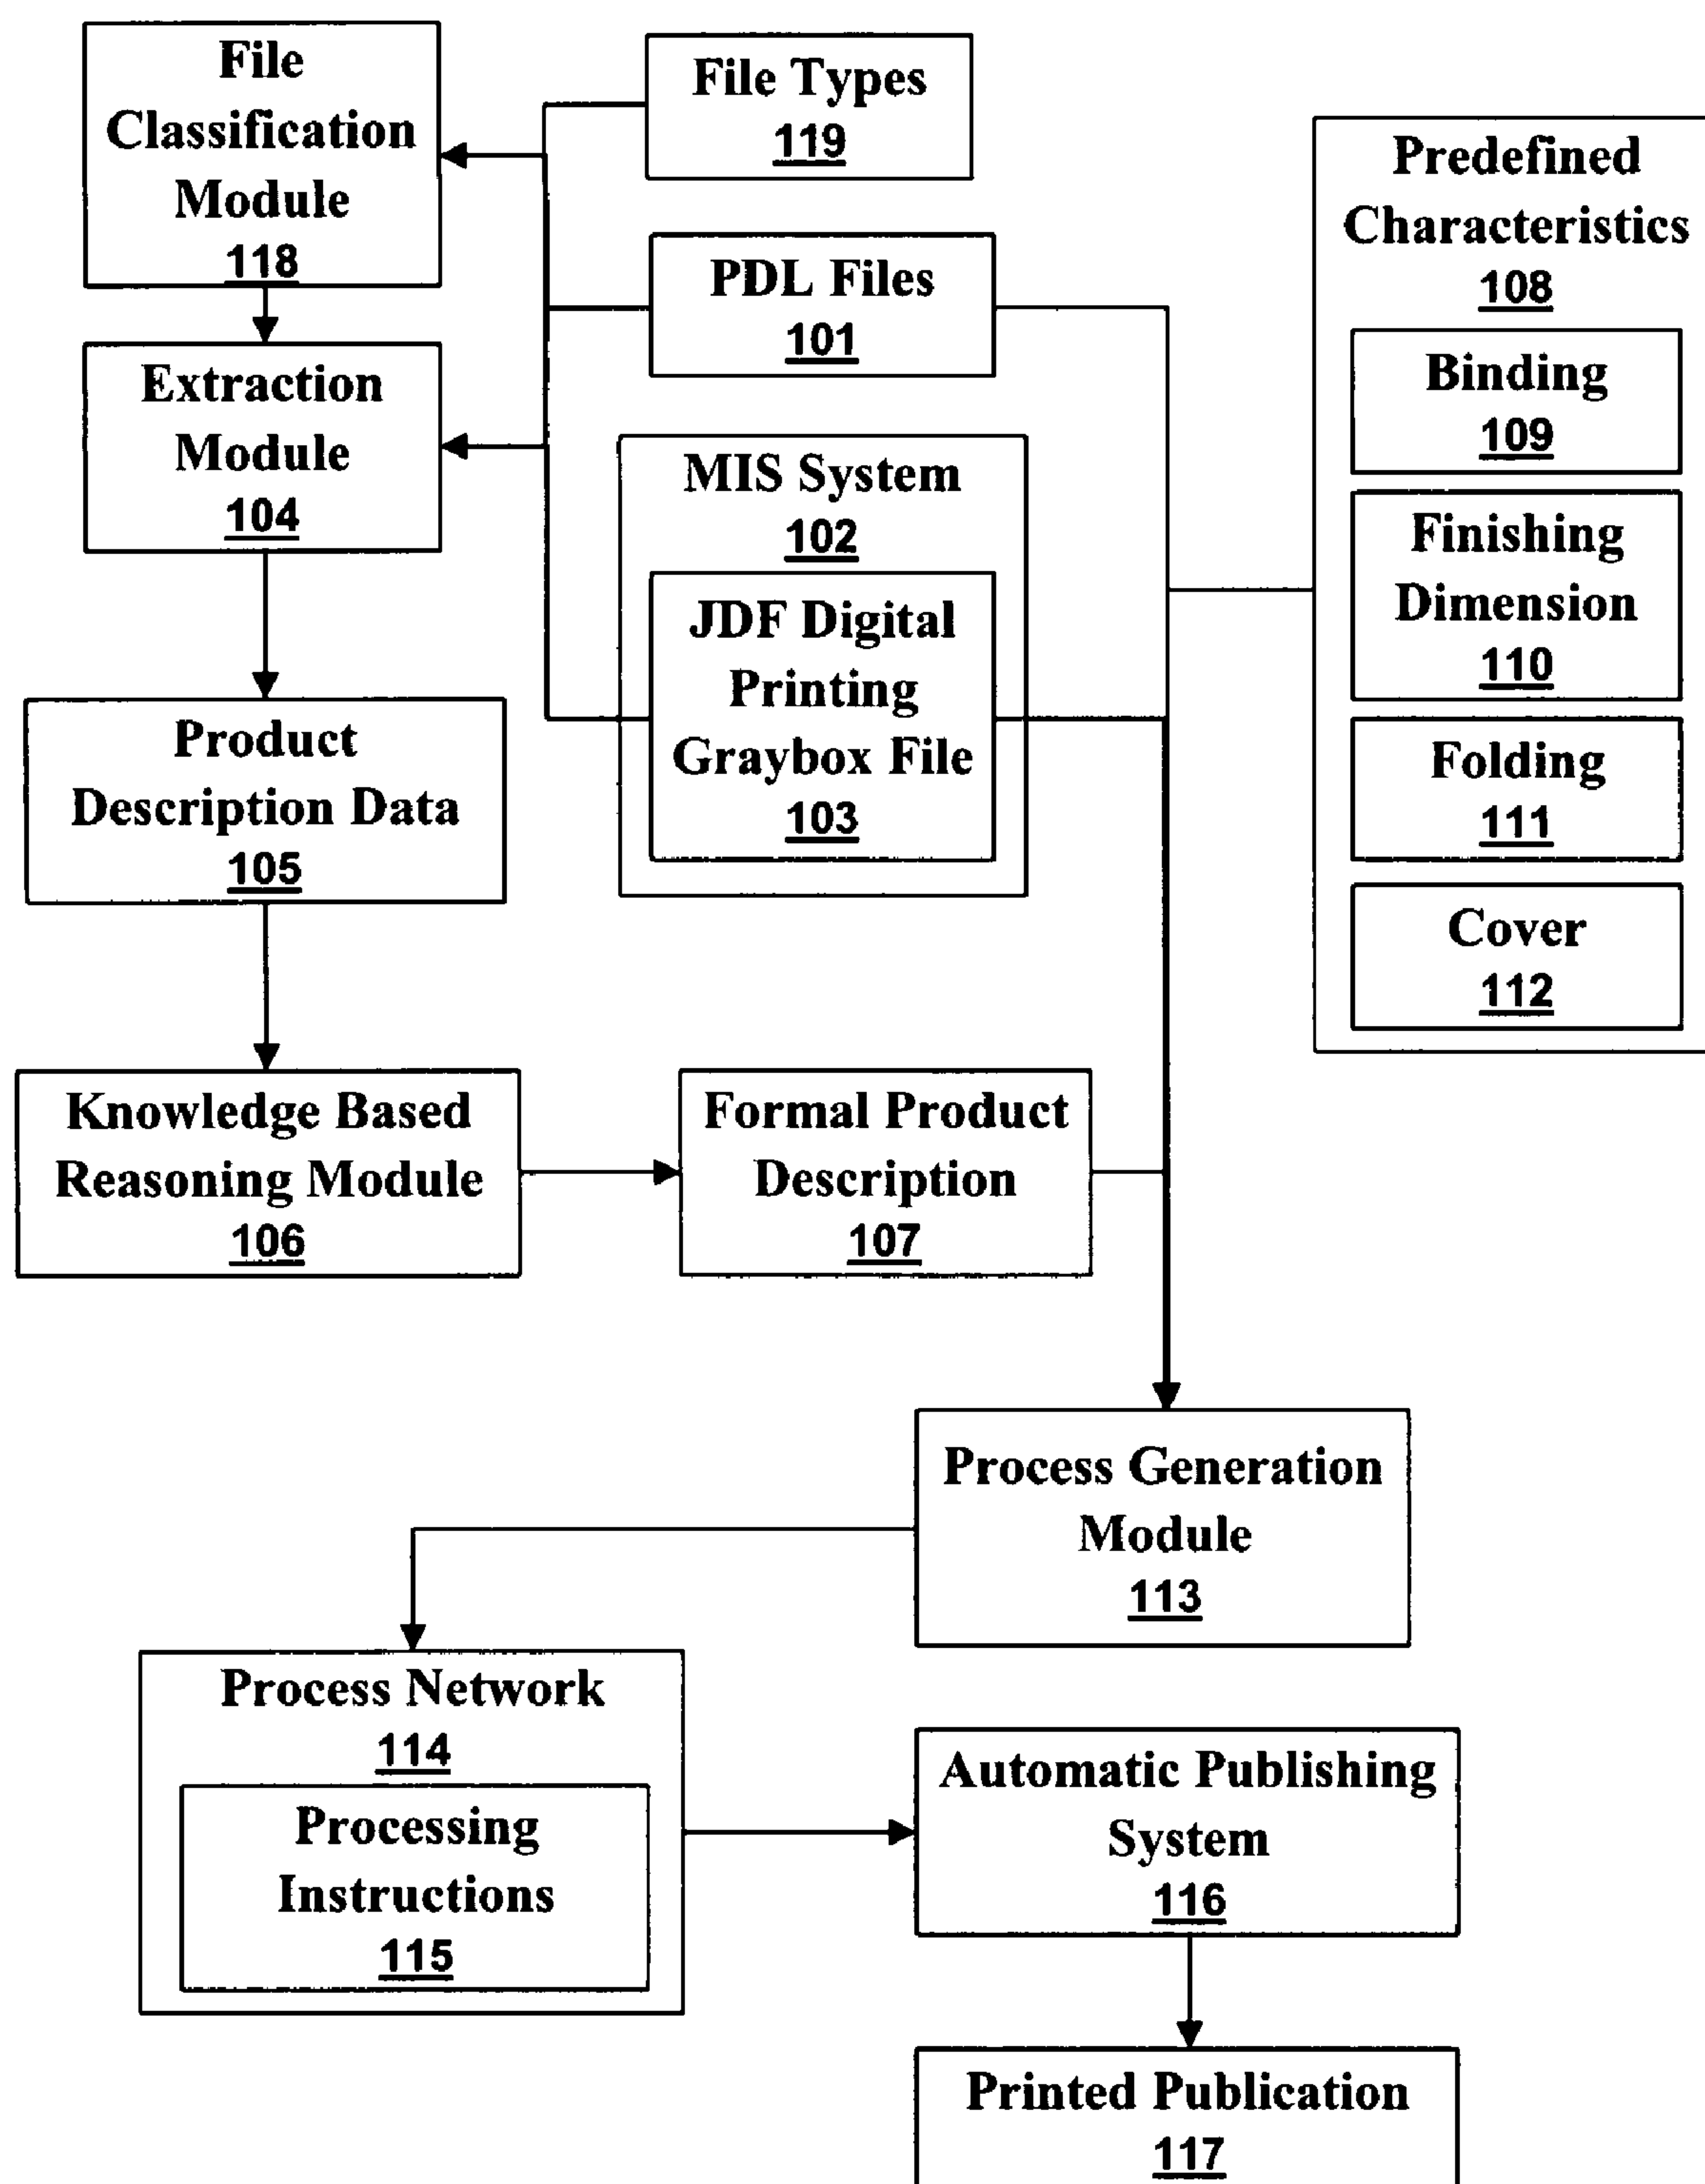 File
Classification
Module
118
File Types
119
PDL Files
101
Extraction
Module
104
MIS System
102
JDF Digital
Printing
Graybox File
103
Predefined
Characteristics
108
Binding
109
Finishing
Dimension
110
Folding
111
Cover
112
Product
Description Data
105
Knowledge Based
Reasoning Module
106
Formal Product
Description
107
Process Generation
Module
113
Process Network
114
Processing
Instructions
115
Automatic Publishing
System
116
Printed Publication
117